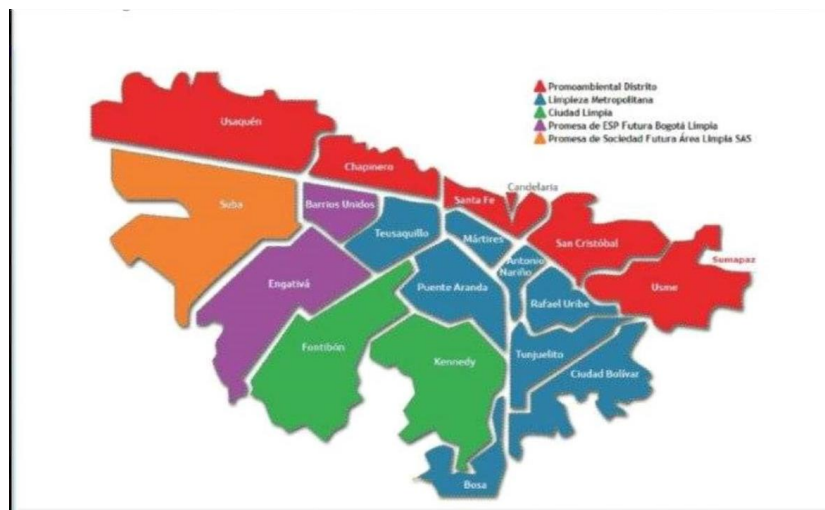 Promoambiental Distrito
Limpieza Metropolitana
Ciudad Limpia
Promesa de ESP Futura Bogotá Limpia
Promesa de Sociedad Futura Área Limpia SAS
Usaquén
Chapinero
Candelaria
Santa Fe
Suba
Barrios Unidos
Teusaquillo
Mártires
San Cristóbal
Sumapaz
Antonio
Nariño
Engativá
Puente Aranda
Usme
Rafael Uribe
Fontibón
Kennedy
Tunjuelito
Ciudad Bolívar
Bosa